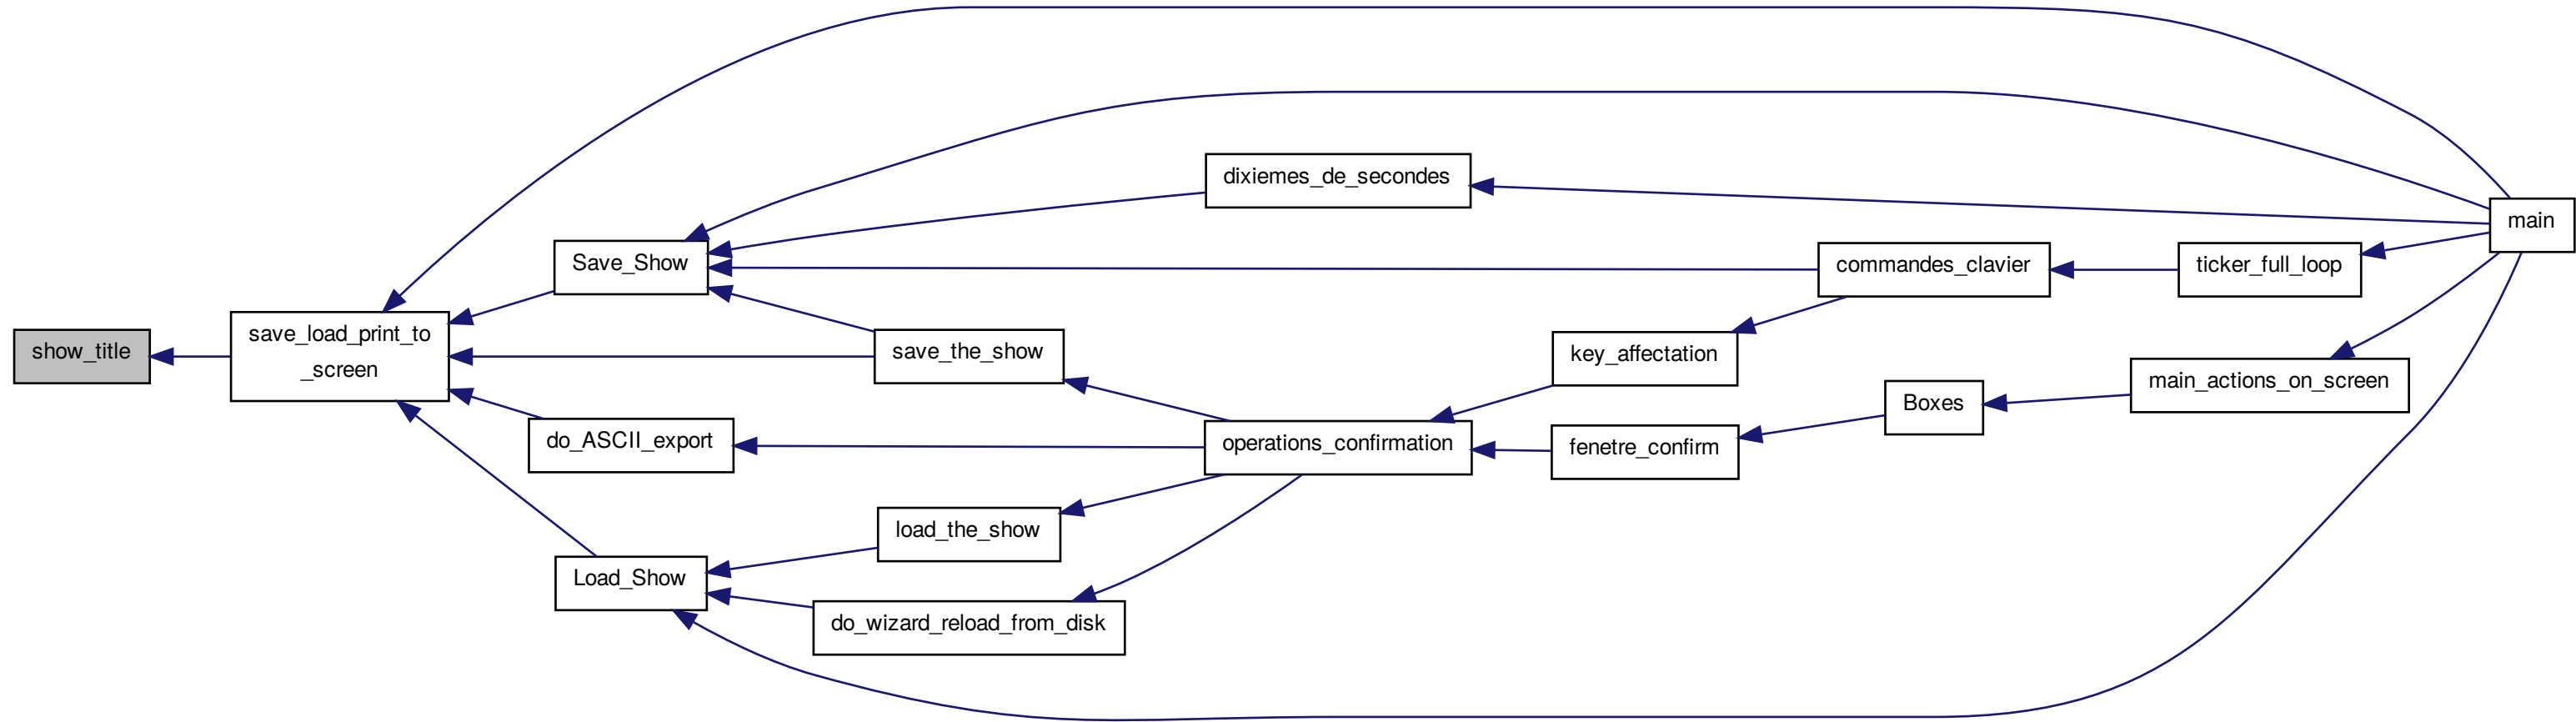 show_title
save_load_print_to
_screen
Save_Show
do_ASCII_export
Load_Show
save_the_show
load_the_show
do_wizard_reload_from_disk
dixiemes_de_secondes
operations_confirmation
key_affectation
fenetre_confirm
commandes_clavier
Boxes
ticker_full_loop
main_actions_on_screen
main